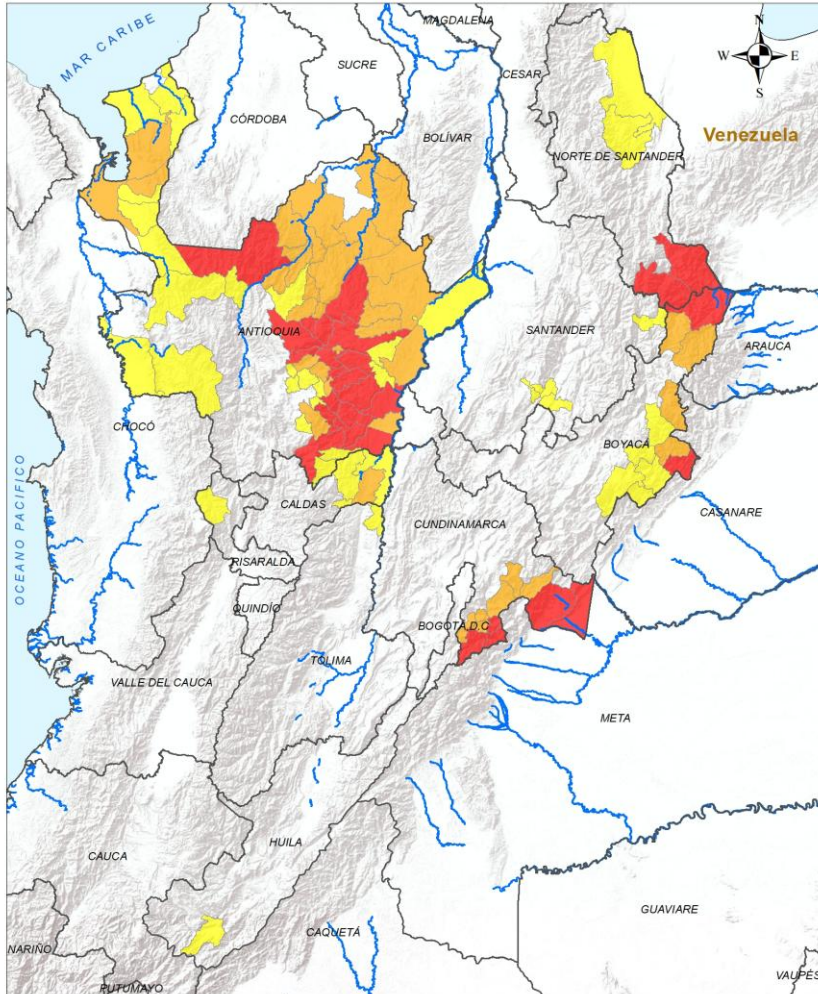 MAGDALENA
MAR CARIBE
N
W E
S
SUCRE
CESAR
CÓRDOBA
BOLÍVAR
Venezuela
NORTE DE SANTANDER
ANTIOQUIA
SANTANDER
ARAUCA
CHOCÓ
BOYACÁ
OCEANO PACIFICO
CALDAS
CASANARE
CUNDINAMARCA
RISARALDA
QUINDÍO
BOGOTÁ D.C
TOLIMA
VALLE DEL CAUCA
META
HUILA
CAUCA
GUAVIARE
CAQUETÁ
NARIÑO
VAUPÉS
PUTUMAYO